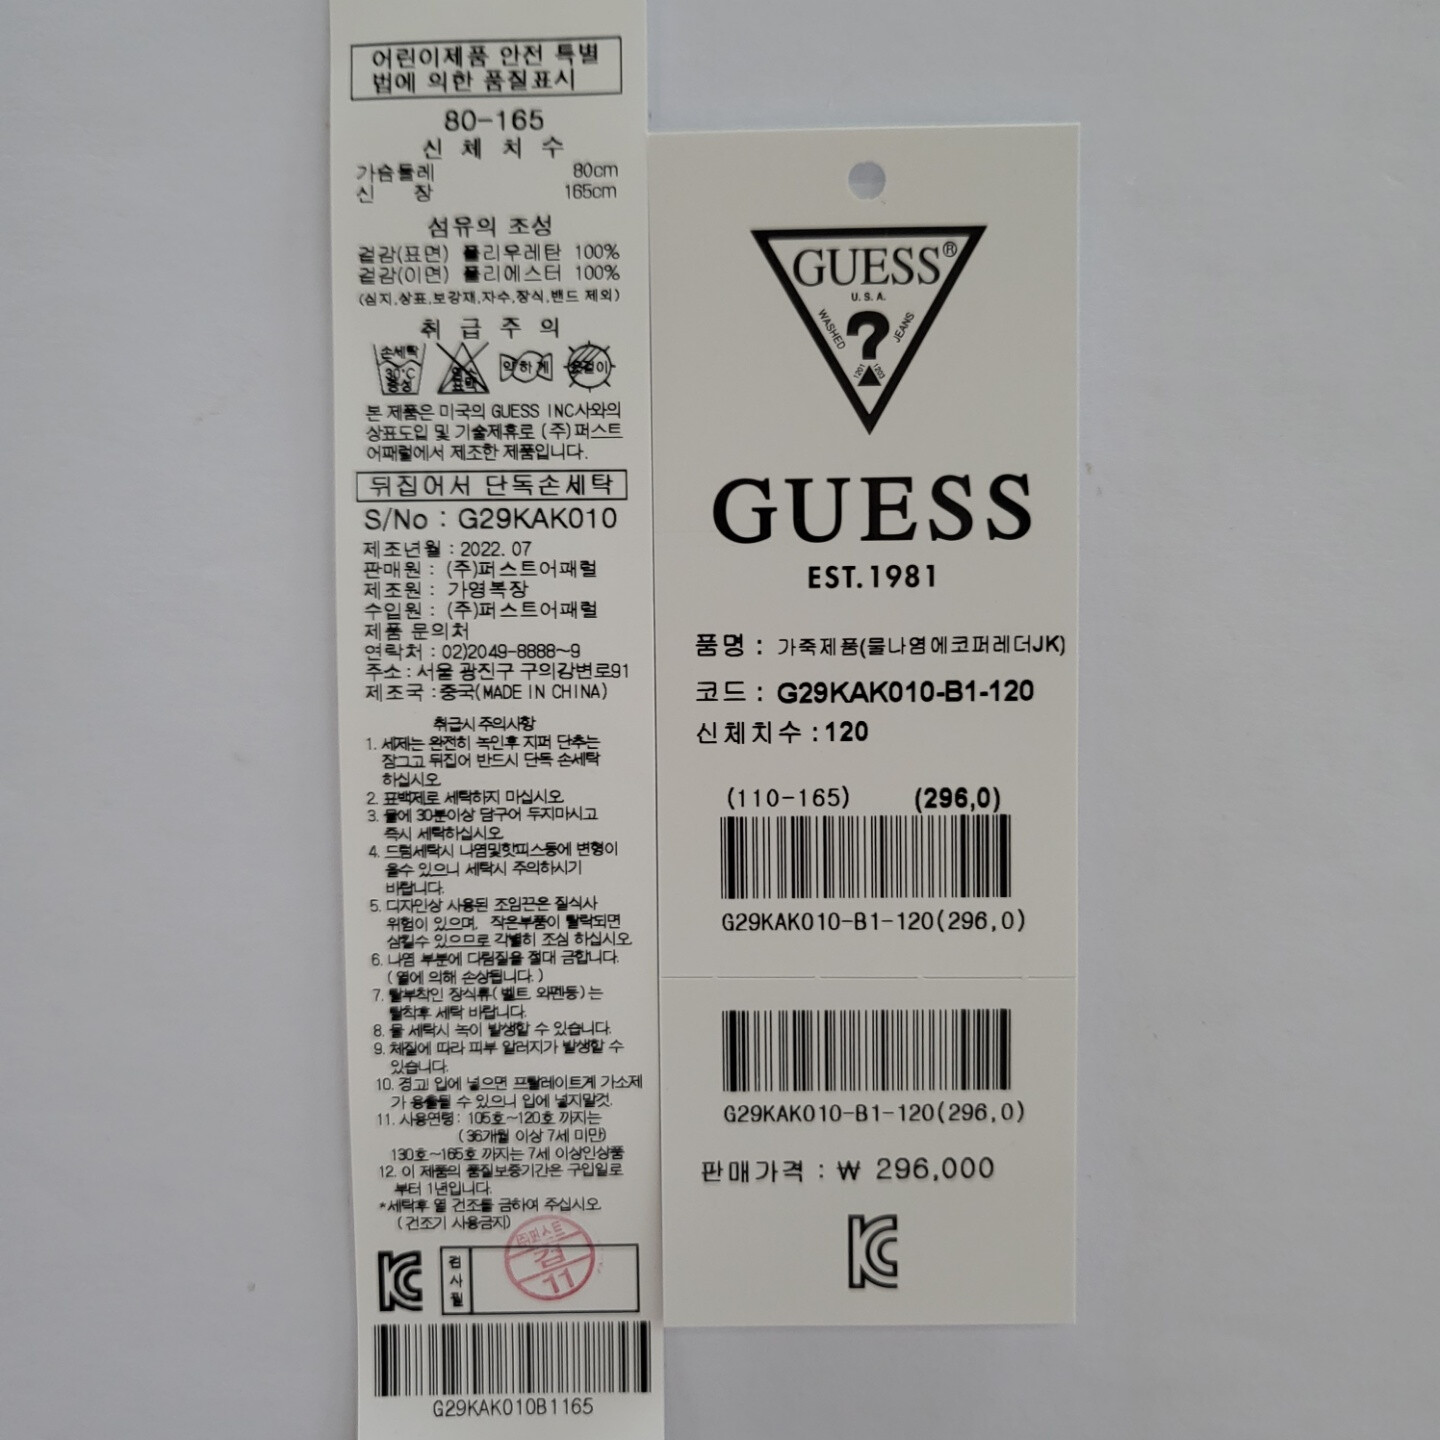 어린이제품 안전 특별
법에 의한 품질표시
80-165
신 체 치 수
가슴둘레 80cm
신 장 165cm
섬유의 조성
겉감(표면) 폴리우레탄 100%
겉감(이면) 폴리에스터 100%
(심지,상표,보강재,자수,장식,밴드 제외)
취 급 주 의
손세탁 30℃ 중성
염소 표백
약하게
옷걸이
본 제품은 미국의 GUESS INC사와의
상표도입 및 기술제휴로 (주)퍼스트
어패럴에서 제조한 제품입니다.
뒤집어서 단독손세탁
S/No : G29KAK010
제조년월 : 2022. 07
판매원 : (주)퍼스트어패럴
제조원 : 가영복장
수입원 : (주)퍼스트어패럴
제품 문의처
연락처 : 02)2049-8888~9
주소 : 서울 광진구 구의강변로91
제조국 : 중국(MADE IN CHINA)
취급시 주의사항
1. 세제는 완전히 녹인후 지퍼 단추는
잠그고 뒤집어 반드시 단독 손세탁
하십시오.
2. 표백제로 세탁하지 마십시오.
3. 물에 30분이상 담구어 두지마시고
즉시 세탁하십시오.
4. 드럼세탁시 나염및핫피스등에 변형이
올수 있으니 세탁시 주의하시기
바랍니다.
5. 디자인상 사용된 조임끈은 질식사
위험이 있으며, 작은부품이 탈락되면
삼킬수 있으므로 각별히 조심 하십시오.
6. 나염 부분에 다림질을 절대 금합니다.
(열에 의해 손상됩니다.)
7. 탈부착인 장식류(벨트, 와펜등)는
탈착후 세탁 바랍니다.
8. 물 세탁시 녹이 발생할 수 있습니다.
9. 체질에 따라 피부 알러지가 발생할 수
있습니다.
10. 경고! 입에 넣으면 프탈레이트계 가소제
가 용출될 수 있으니 입에 넣지말것.
11. 사용연령: 105호~120호 까지는
(36개월 이상 7세 미만)
130호~165호 까지는 7세 이상인상품
12. 이 제품의 품질보증기간은 구입일로
부터 1년입니다.
*세탁후 열 건조를 금하여 주십시오.
(건조기 사용금지)
KC
검사필
(주)퍼스트
검
11
G29KAK010B1165
GUESS®
U.S.A.
WASHED
?
JEANS
1201 1203
GUESS
EST.1981
품명 : 가죽제품(물나염에코퍼레더JK)
코드 : G29KAK010-B1-120
신체치수 : 120
(110-165) (296,0)
G29KAK010-B1-120(296,0)
G29KAK010-B1-120(296,0)
판매가격 : ₩ 296,000
KC